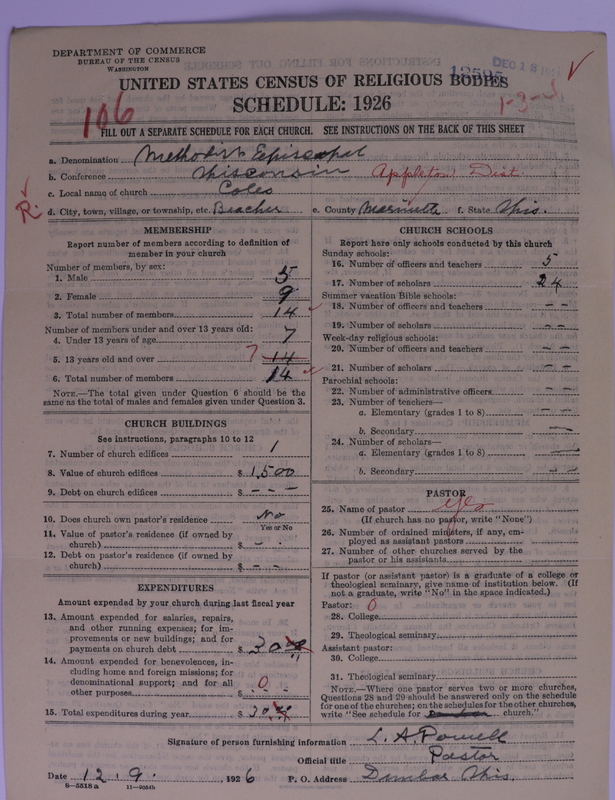 DEPARTMENT OF COMMERCE
BUREAU OF THE CENSUS
WASHINGTON
DEC 18
UNITED STATES CENSUS OF RELIGIOUS BODIES
SCHEDULE: 1926
106
1-3-
FILL OUT A SEPARATE SCHEDULE FOR EACH CHURCH. SEE INSTRUCTIONS ON THE BACK OF THIS SHEET
a. Denomination Methodist Episcopal
b. Conference Wisconsin Appleton Dist.
c. Local name of church Coles
R. d. City, town, village, or township, etc. Beacher e. County Marinette f. State Wis.
MEMBERSHIP
Report number of members according to definition of
member in your church
Number of members, by sex:
1. Male 5
2. Female 9
3. Total number of members 14
Number of members under and over 13 years old:
4. Under 13 years of age 7
5. 13 years old and over 7 14
6. Total number of members 14
NOTE.—The total given under Question 6 should be
same as the total of males and females given under Question 3.
CHURCH BUILDINGS
See instructions, paragraphs 10 to 12
7. Number of church edifices 1
8. Value of church edifices $ 1,500
9. Debt on church edifices $ - - -
10. Does church own pastor's residence No
Yes or No
11. Value of pastor's residence (if owned by
church) $ - -
12. Debt on pastor's residence (if owned by
church) $ - -
EXPENDITURES
Amount expended by your church during last fiscal year
13. Amount expended for salaries, repairs,
and other running expenses; for im-
provements or new buildings; and for
payments on church debt $
14. Amount expended for benevolences, in-
cluding home and foreign missions; for
denominational support; and for all
other purposes $ 0
15. Total expenditures during year $
CHURCH SCHOOLS
Report here only schools conducted by this church
Sunday schools:
16. Number of officers and teachers 5
17. Number of scholars 24
Summer vacation Bible schools:
18. Number of officers and teachers - -
19. Number of scholars - -
Week-day religious schools:
20. Number of officers and teachers - -
21. Number of scholars - -
Parochial schools:
22. Number of administrative officers - -
23. Number of teachers—
a. Elementary (grades 1 to 8) - -
b. Secondary —
24. Number of scholars—
a. Elementary (grades 1 to 8) —
b. Secondary - -
PASTOR
25. Name of pastor yes
(If church has no pastor, write "None")
26. Number of ordained ministers, if any, em-
ployed as assistant pastors
27. Number of other churches served by the
pastor or his assistants
If pastor (or assistant pastor) is a graduate of a college or
theological seminary, give name of institution below. (If
not a graduate, write "No" in the space indicated.)
Pastor: 0
28. College
29. Theological seminary
Assistant pastor:
30. College
31. Theological seminary
NOTE.—Where one pastor serves two or more churches,
Questions 28 and 29 should be answered only on the schedule
for one of the churches; on the schedules for the other churches,
write "See schedule for church."
Signature of person furnishing information L. A. Powell
Official title Pastor
Date 12. 9. 1926 P. O. Address Dunbar Wis.
8—5518a 11—9034b